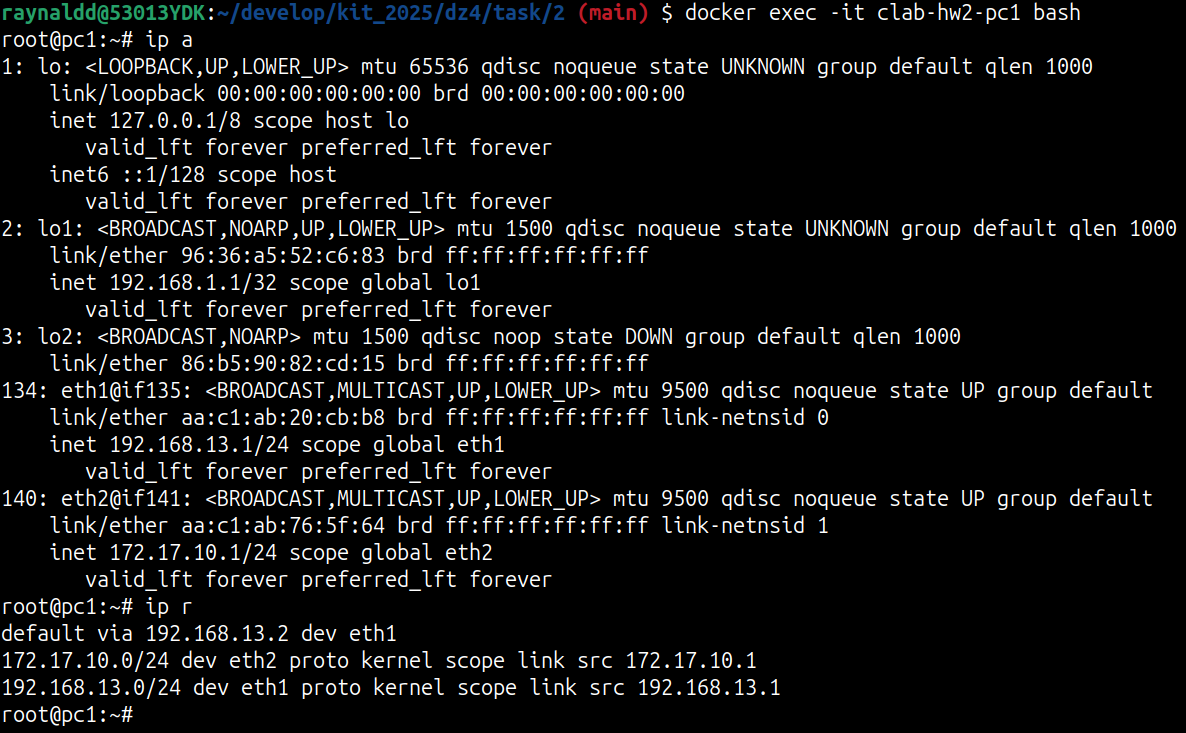 raynaldd@53013YDK:~/develop/kit_2025/dz4/task/2 (main) $ docker exec -it clab-hw2-pc1 bash
root@pc1:~# ip a
1: lo: <LOOPBACK,UP,LOWER_UP> mtu 65536 qdisc noqueue state UNKNOWN group default qlen 1000
    link/loopback 00:00:00:00:00:00 brd 00:00:00:00:00:00
    inet 127.0.0.1/8 scope host lo
       valid_lft forever preferred_lft forever
    inet6 ::1/128 scope host
       valid_lft forever preferred_lft forever
2: lo1: <BROADCAST,NOARP,UP,LOWER_UP> mtu 1500 qdisc noqueue state UNKNOWN group default qlen 1000
    link/ether 96:36:a5:52:c6:83 brd ff:ff:ff:ff:ff:ff
    inet 192.168.1.1/32 scope global lo1
       valid_lft forever preferred_lft forever
3: lo2: <BROADCAST,NOARP> mtu 1500 qdisc noop state DOWN group default qlen 1000
    link/ether 86:b5:90:82:cd:15 brd ff:ff:ff:ff:ff:ff
134: eth1@if135: <BROADCAST,MULTICAST,UP,LOWER_UP> mtu 9500 qdisc noqueue state UP group default
    link/ether aa:c1:ab:20:cb:b8 brd ff:ff:ff:ff:ff:ff link-netnsid 0
    inet 192.168.13.1/24 scope global eth1
       valid_lft forever preferred_lft forever
140: eth2@if141: <BROADCAST,MULTICAST,UP,LOWER_UP> mtu 9500 qdisc noqueue state UP group default
    link/ether aa:c1:ab:76:5f:64 brd ff:ff:ff:ff:ff:ff link-netnsid 1
    inet 172.17.10.1/24 scope global eth2
       valid_lft forever preferred_lft forever
root@pc1:~# ip r
default via 192.168.13.2 dev eth1
172.17.10.0/24 dev eth2 proto kernel scope link src 172.17.10.1
192.168.13.0/24 dev eth1 proto kernel scope link src 192.168.13.1
root@pc1:~#